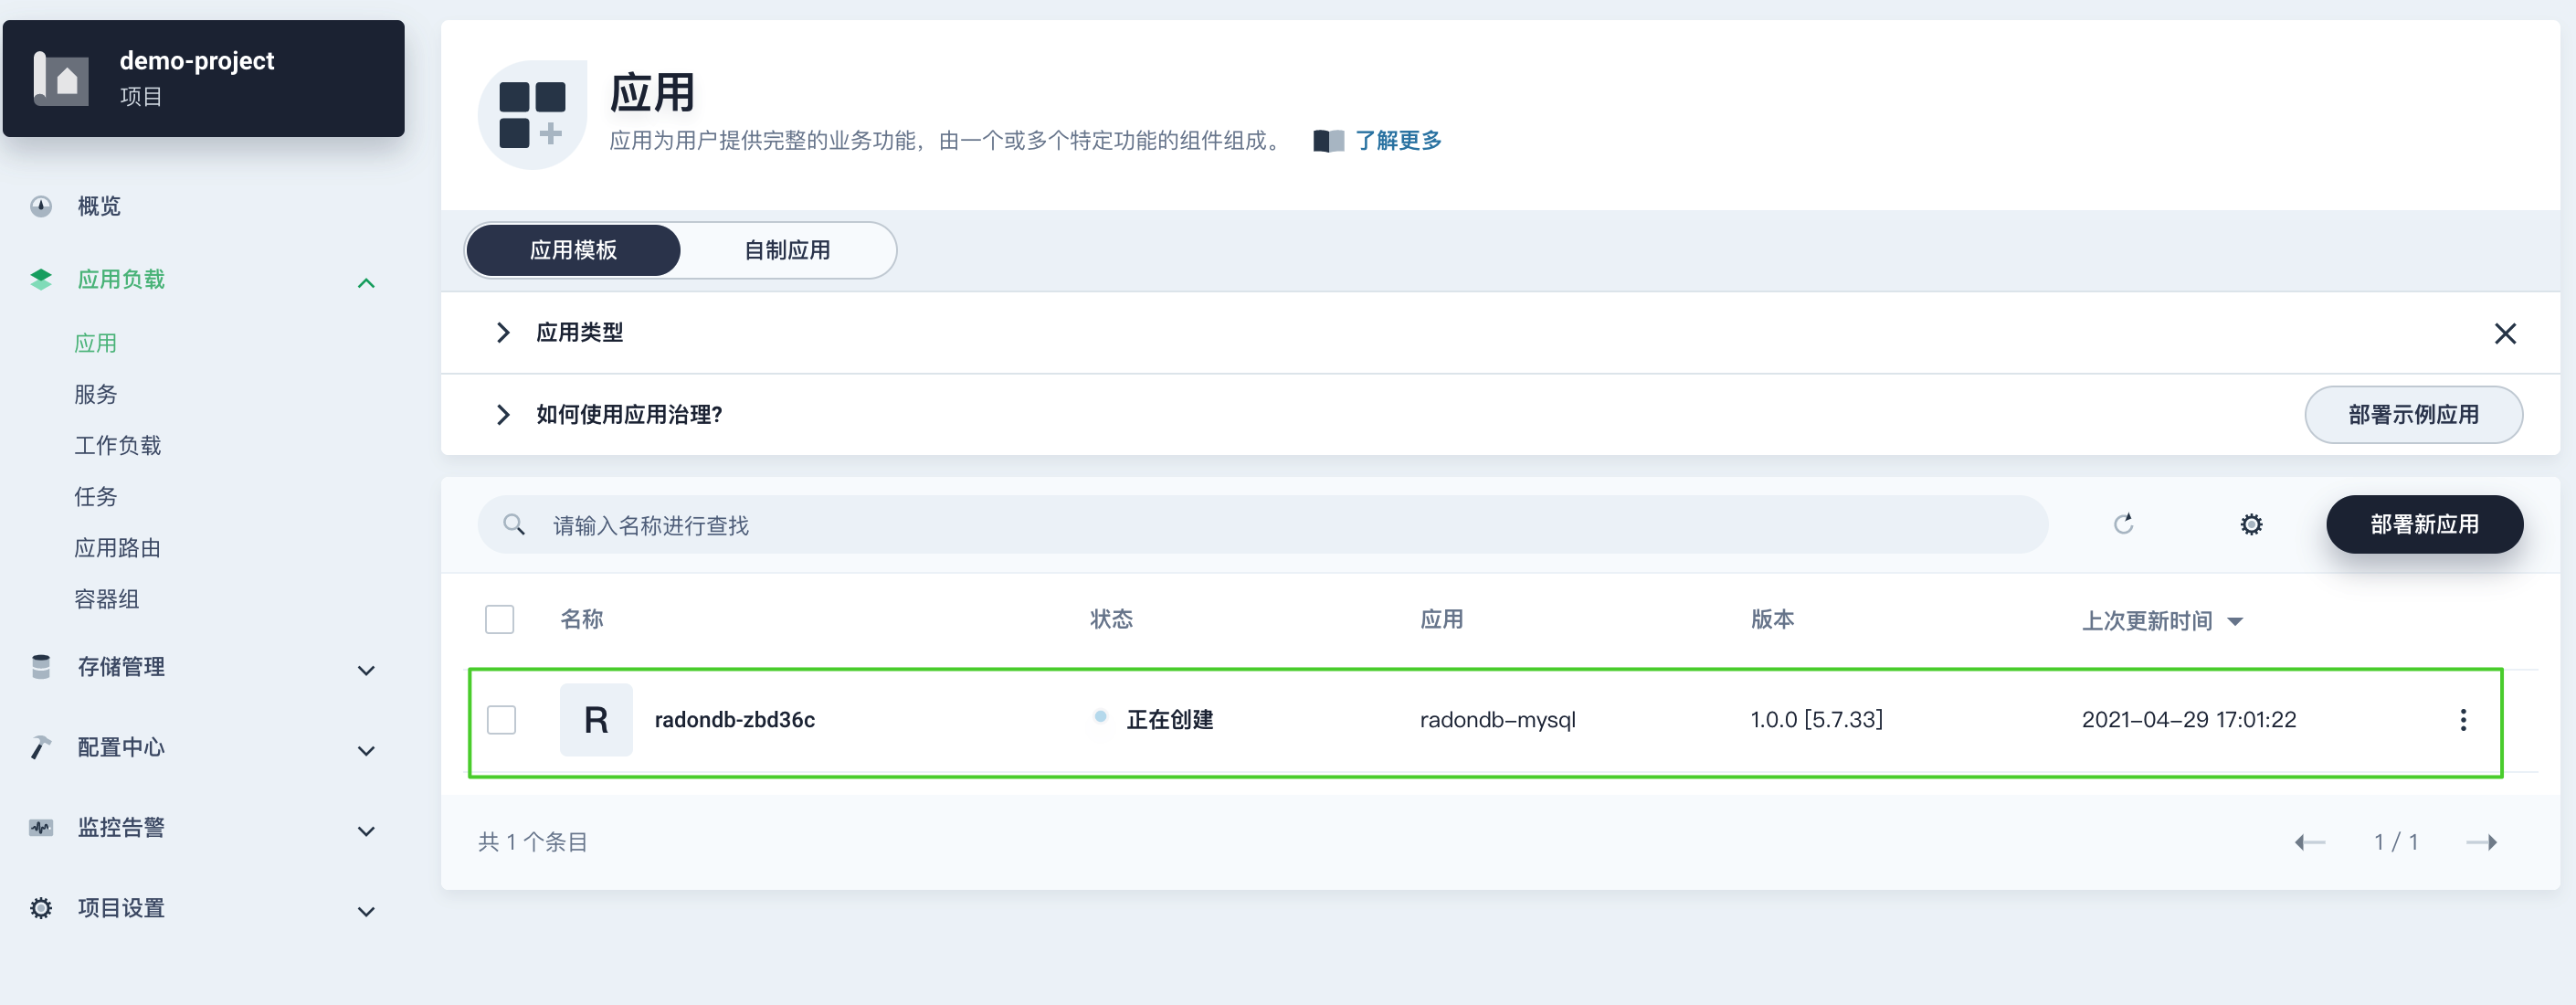 demo-project
项目
概览
应用负载
应用
服务
工作负载
任务
应用路由
容器组
存储管理
配置中心
监控告警
项目设置
应用
应用为用户提供完整的业务功能，由一个或多个特定功能的组件组成。 了解更多
应用模板 自制应用
应用类型
如何使用应用治理? 部署示例应用
请输入名称进行查找 部署新应用
名称 状态 应用 版本 上次更新时间
R radondb-zbd36c 正在创建 radondb-mysql 1.0.0 [5.7.33] 2021-04-29 17:01:22
共 1 个条目 1 / 1